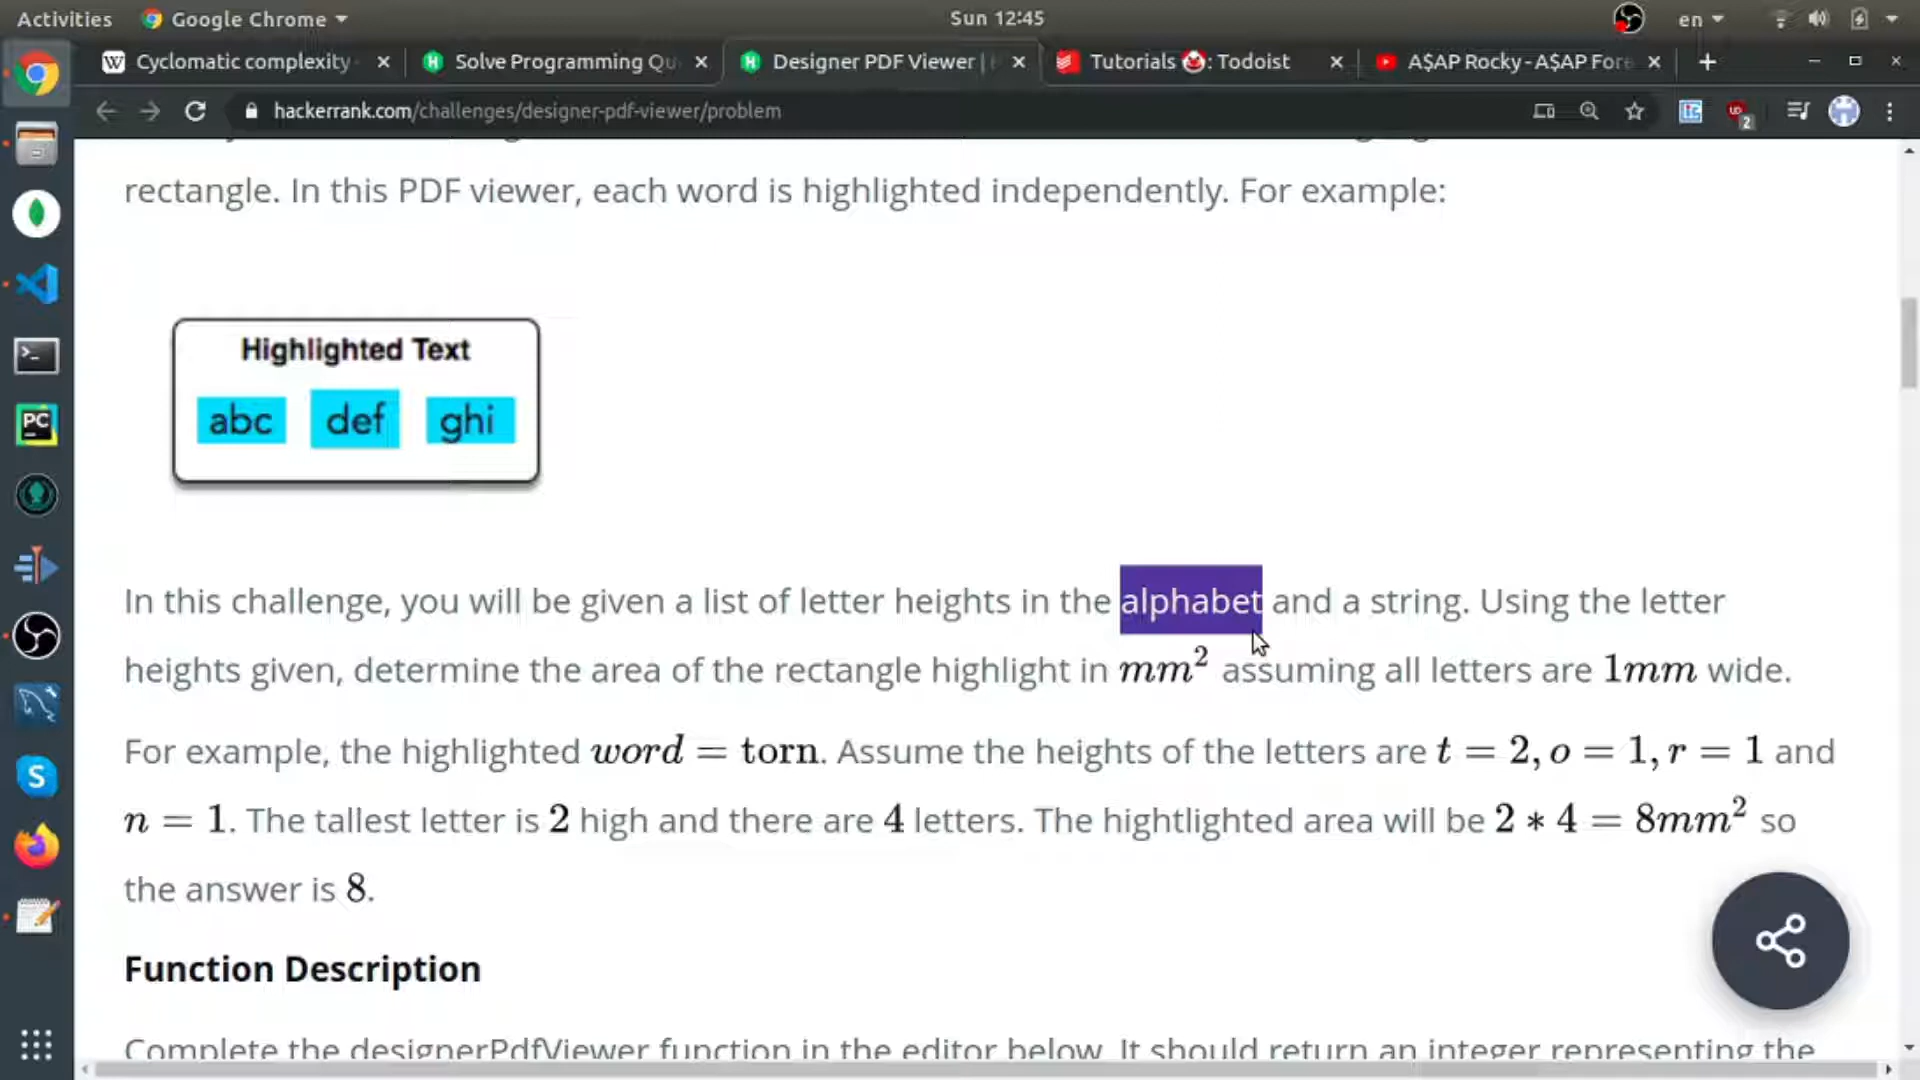 Activities Google Chrome Sun 12:45 en
Cyclomatic complexity Solve Programming Qu Designer PDF Viewer | Tutorials : Todoist A$AP Rocky - A$AP Fore
hackerrank.com/challenges/designer-pdf-viewer/problem 2
rectangle. In this PDF viewer, each word is highlighted independently. For example:
Highlighted Text
abc def ghi
In this challenge, you will be given a list of letter heights in the alphabet and a string. Using the letter
heights given, determine the area of the rectangle highlight in mm² assuming all letters are 1mm wide.
For example, the highlighted word = torn. Assume the heights of the letters are t = 2, o = 1, r = 1 and
n = 1. The tallest letter is 2 high and there are 4 letters. The hightlighted area will be 2 * 4 = 8mm² so
the answer is 8.
Function Description
Complete the designerPdfViewer function in the editor below. It should return an integer representing the